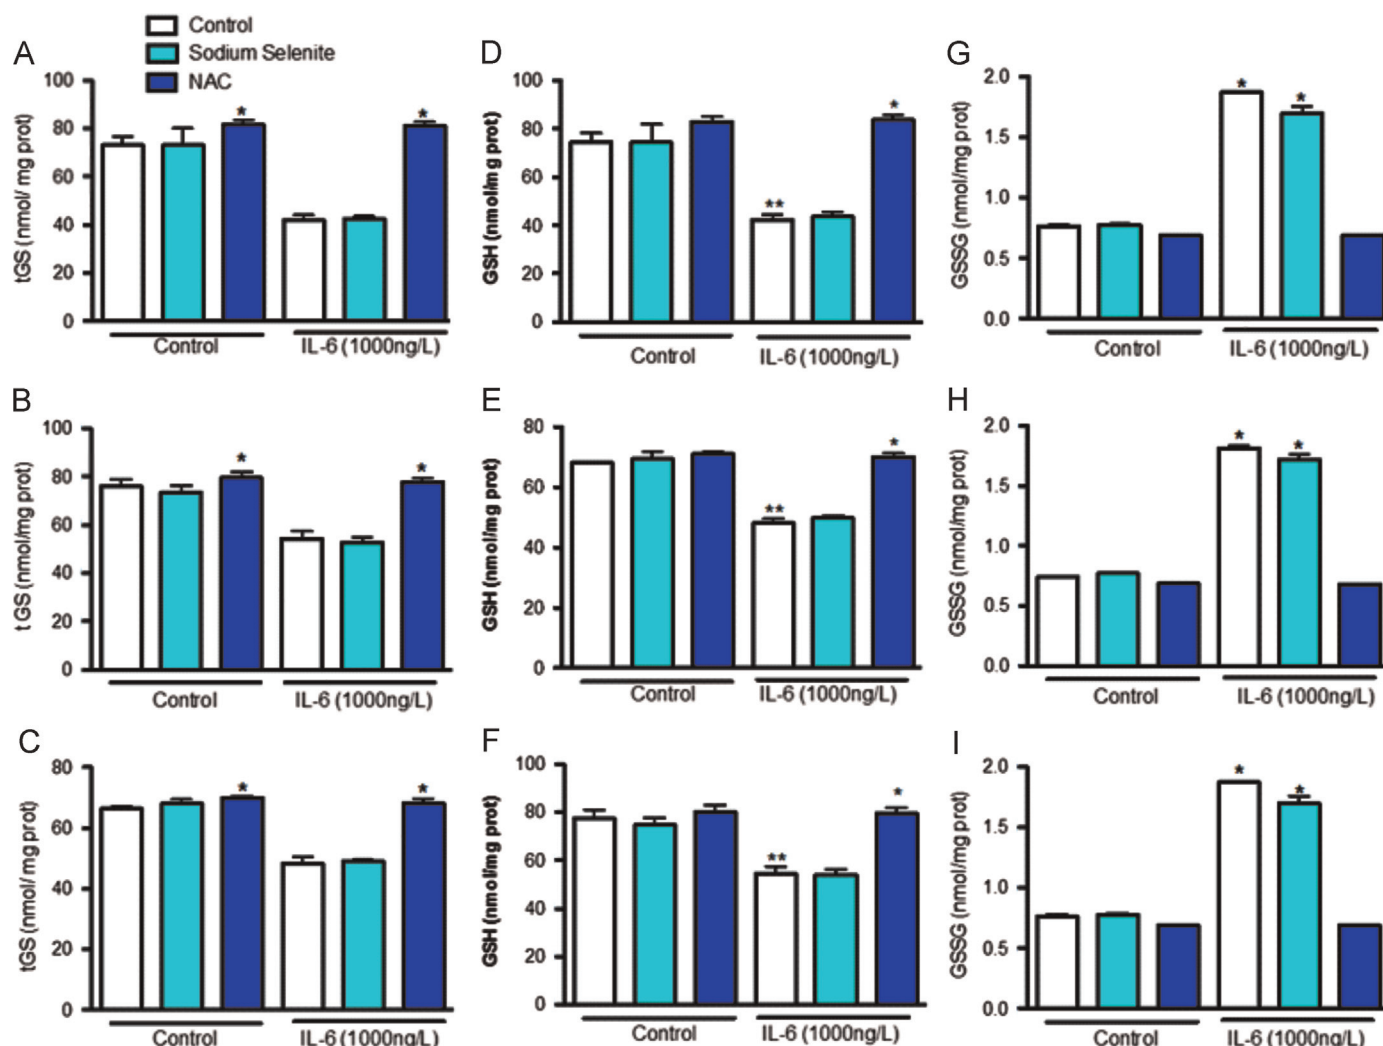 Control
Sodium Selenite
NAC
A
tGS (nmol/ mg prot)
100
80
60
40
20
0
*
*
Control
IL-6 (1000ng/L)
D
GSH (nmol/mg prot)
100
80
60
40
20
0
**
*
Control
IL-6 (1000ng/L)
G
GSSG (nmol/mg prot)
2.0
1.5
1.0
0.5
0.0
*
*
Control
IL-6 (1000ng/L)
B
t GS (nmol/mg prot)
100
80
60
40
20
0
*
*
Control
IL-6 (1000ng/L)
E
GSH (nmol/mg prot)
80
60
40
20
0
**
*
Control
IL-6 (1000ng/L)
H
GSSG (nmol/mg prot)
2.0
1.5
1.0
0.5
0.0
*
*
Control
IL-6 (1000ng/L)
C
tGS (nmol/ mg prot)
80
60
40
20
0
*
*
Control
IL-6 (1000ng/L)
F
GSH (nmol/mg prot)
100
80
60
40
20
0
**
*
Control
IL-6 (1000ng/L)
I
GSSG (nmol/mg prot)
2.0
1.5
1.0
0.5
0.0
*
*
Control
IL-6 (1000ng/L)